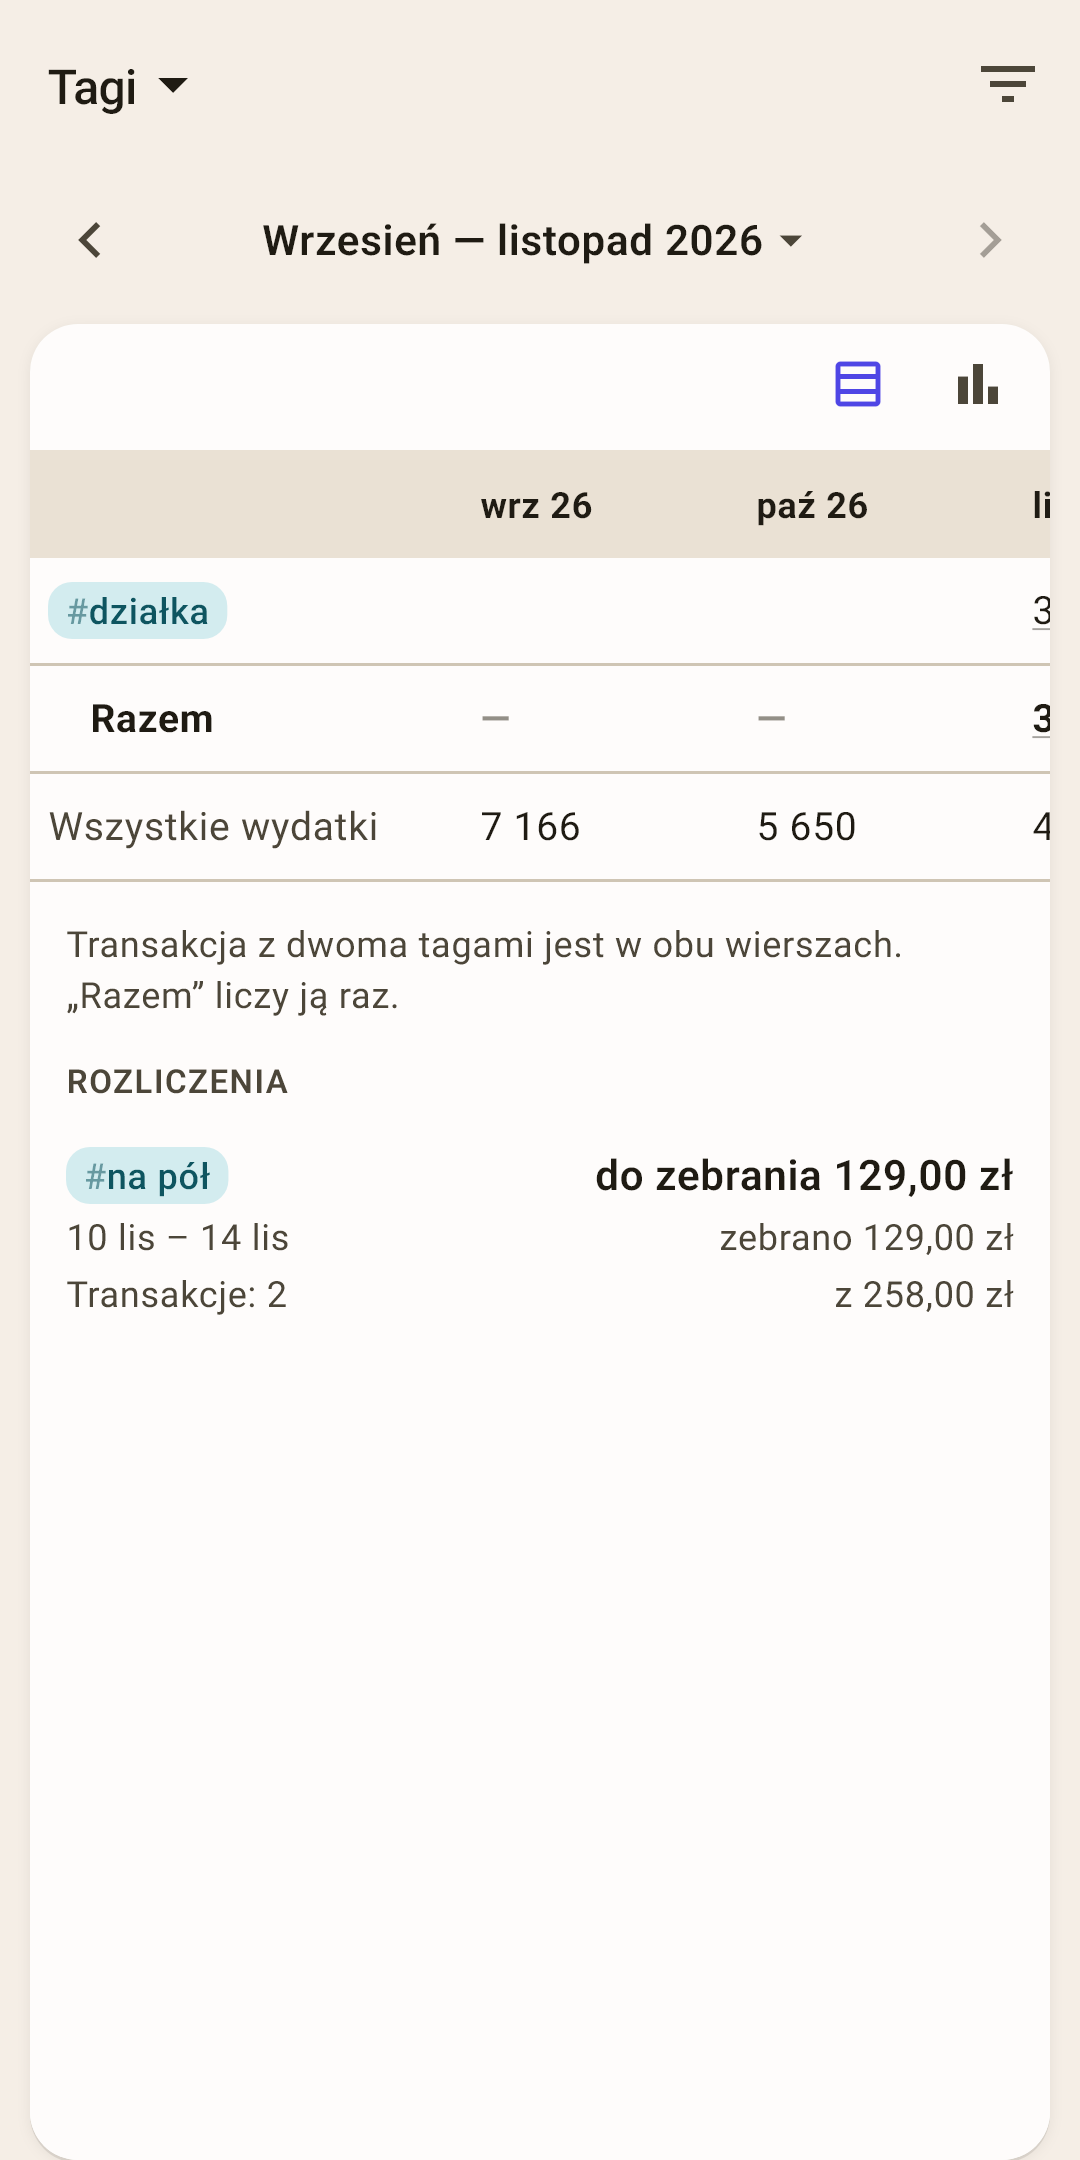 Tagi
Wrzesień — listopad 2026
wrz 26 paź 26
#działka
Razem — —
Wszystkie wydatki 7 166 5 650
Transakcja z dwoma tagami jest w obu wierszach.
„Razem” liczy ją raz.
ROZLICZENIA
#na pół do zebrania 129,00 zł
10 lis – 14 lis zebrano 129,00 zł
Transakcje: 2 z 258,00 zł